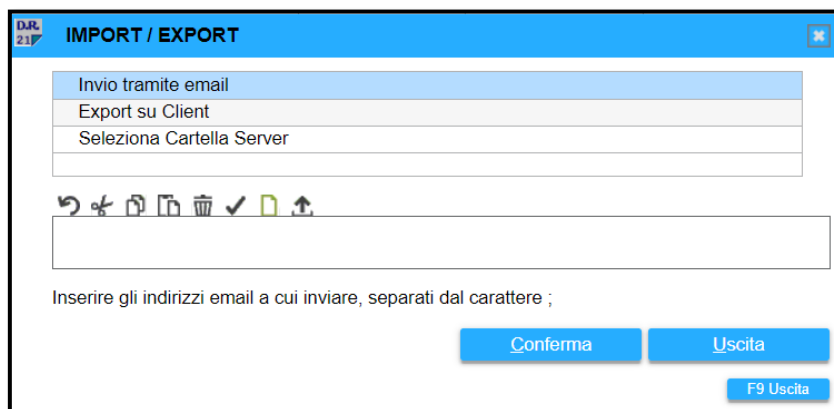 D.R.
21
IMPORT / EXPORT
Invio tramite email
Export su Client
Seleziona Cartella Server
Inserire gli indirizzi email a cui inviare, separati dal carattere ;
Conferma
Uscita
F9 Uscita